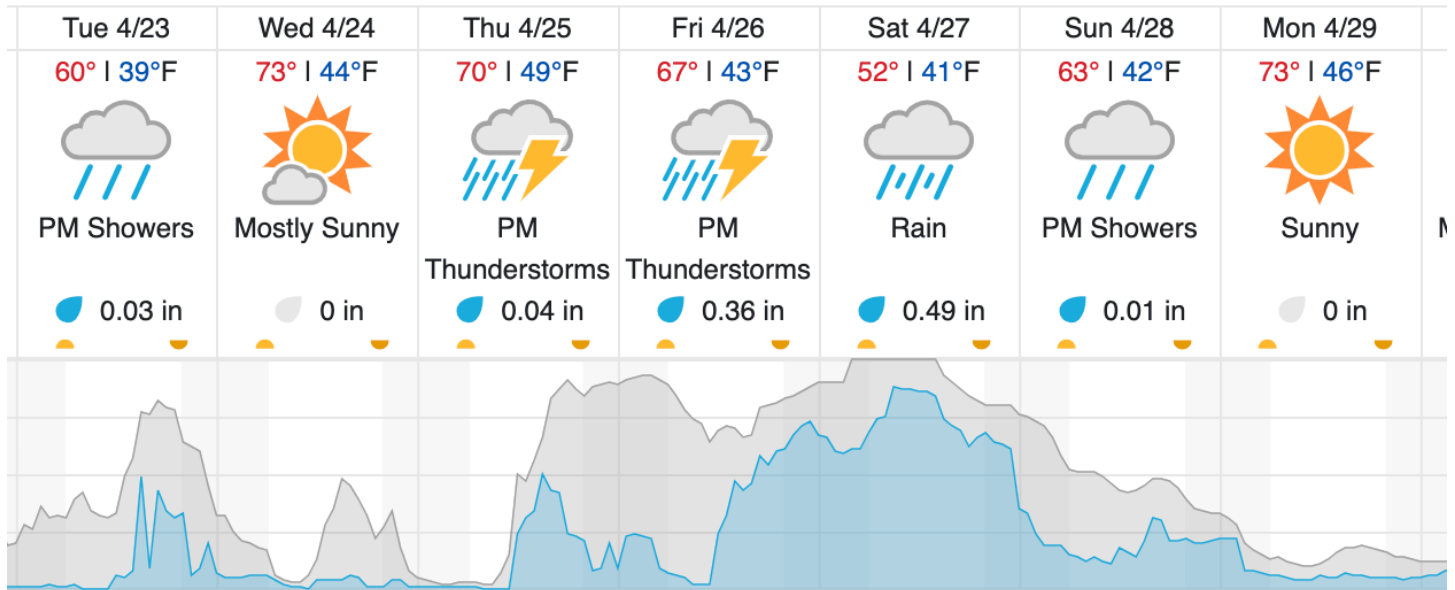 Tue 4/23
60° | 39°F
PM Showers
0.03 in
Wed 4/24
73° | 44°F
Mostly Sunny
0 in
Thu 4/25
70° | 49°F
PM
Thunderstorms
0.04 in
Fri 4/26
67° | 43°F
PM
Thunderstorms
0.36 in
Sat 4/27
52° | 41°F
Rain
0.49 in
Sun 4/28
63° | 42°F
PM Showers
0.01 in
Mon 4/29
73° | 46°F
Sunny
0 in